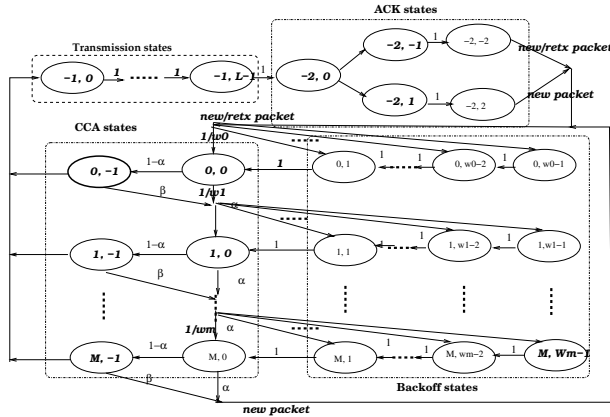 ACK states
Transmission states
−1, 0
1
1
−1, L−1
1
−2, 0
−2, −1
1
−2, −2
−2, 1
1
−2, 2
new/retx packet
new packet
new/retx packet
CCA states
1/w0
0, −1
1−α
0, 0
1
0, 1
1
1
0, w0−2
1
0, w0−1
β
1/w1
α
1, −1
1−α
1, 0
1
1, 1
1
1
1, w1−2
1
1,w1−1
β
α
1/wm
α
M, −1
1−α
M, 0
1
M, 1
1
1
M, wm−2
1
M, Wm−1
β
α
Backoff states
new packet